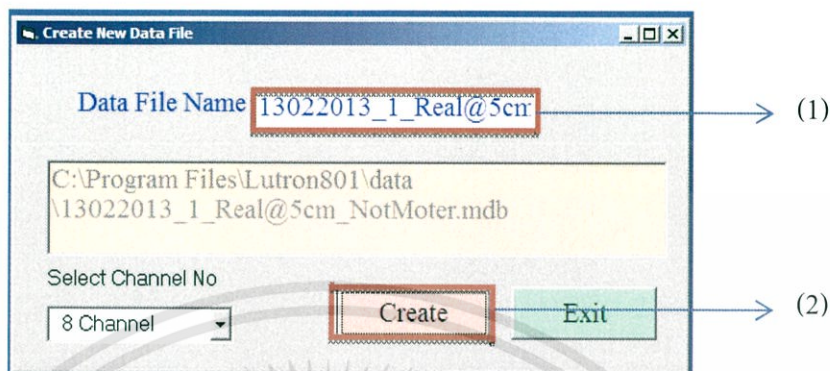 Create New Data File
Data File Name 13022013_1_Real@5cm (1)
C:\Program Files\Lutron801\data
\13022013_1_Real@5cm_NotMoter.mdb
Select Channel No
8 Channel Create Exit (2)